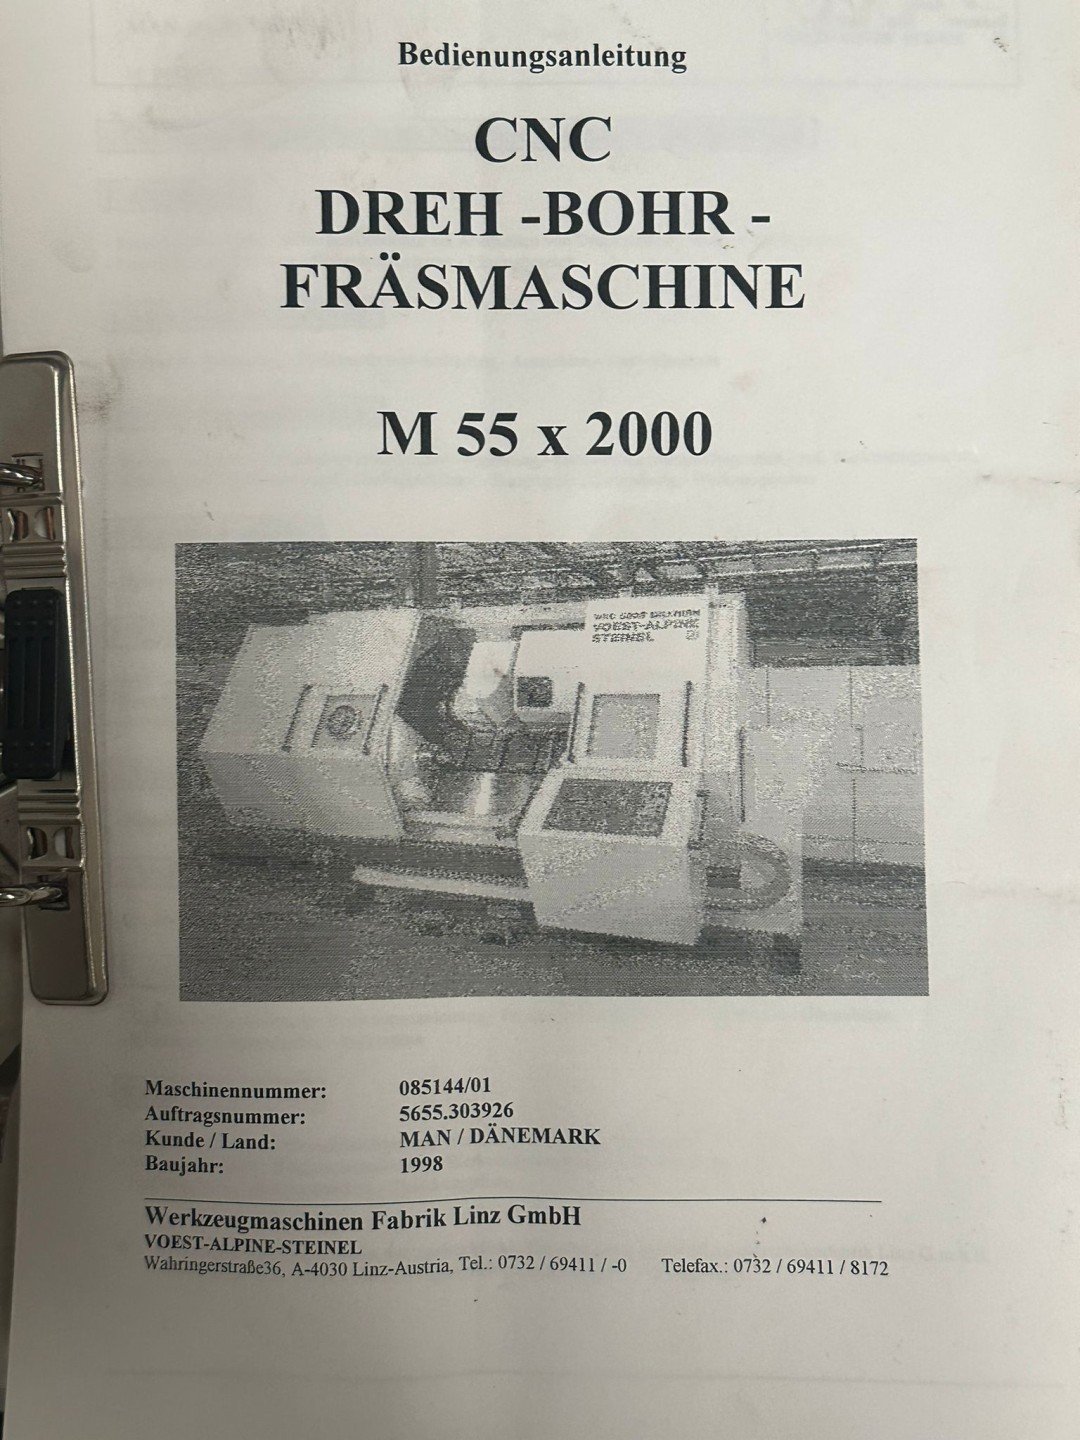 Bedienungsanleitung
CNC
DREH -BOHR -
FRÄSMASCHINE
M 55 x 2000
VOEST-ALPINE
STEINEL
Maschinennummer: 085144/01
Auftragsnummer: 5655.303926
Kunde / Land: MAN / DÄNEMARK
Baujahr: 1998
Werkzeugmaschinen Fabrik Linz GmbH
VOEST-ALPINE-STEINEL
Wahringerstraße36, A-4030 Linz-Austria, Tel.: 0732 / 69411 / -0 Telefax.: 0732 / 69411 / 8172